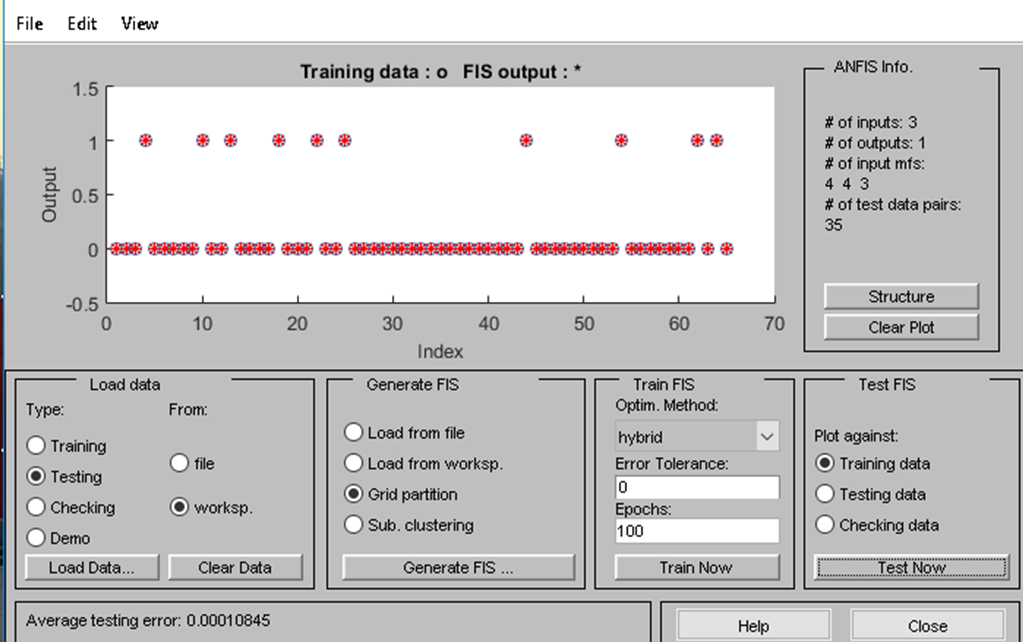 File Edit View
Training data : o FIS output : *
1.5
1
0.5
0
-0.5
Output
0 10 20 30 40 50 60 70
Index
ANFIS Info.
# of inputs: 3
# of outputs: 1
# of input mfs:
4 4 3
# of test data pairs:
35
Structure
Clear Plot
Load data
Type: From:
Training
file
Testing
Checking
worksp.
Demo
Load Data... Clear Data
Generate FIS
Load from file
Load from worksp.
Grid partition
Sub. clustering
Generate FIS ...
Train FIS
Optim. Method:
hybrid
Error Tolerance:
0
Epochs:
100
Train Now
Test FIS
Plot against:
Training data
Testing data
Checking data
Test Now
Average testing error: 0.00010845
Help Close